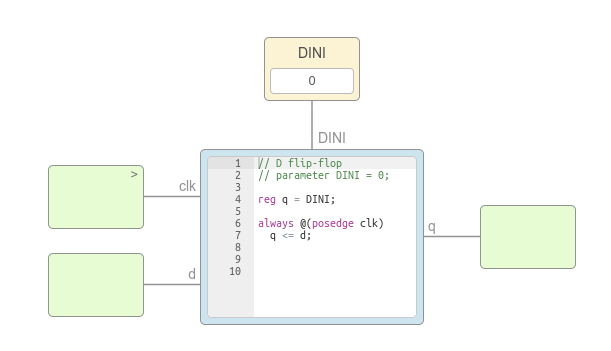 DINI
0
DINI
>
clk
d
q
1 // D flip-flop
2 // parameter DINI = 0;
3
4 reg q = DINI;
5
6 always @(posedge clk)
7   q <= d;
8
9
10